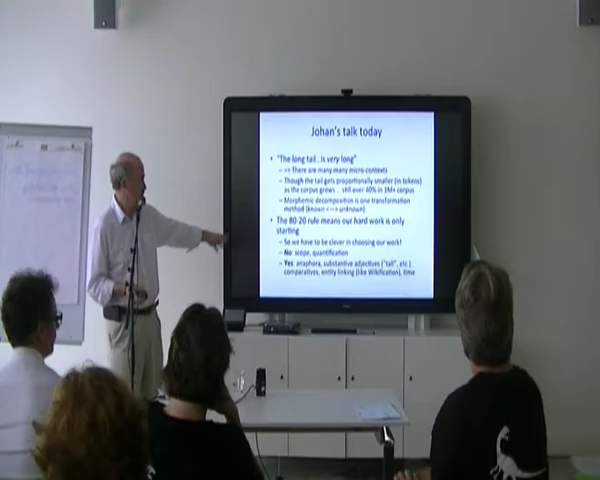 Johan's talk today
• "The long tail...is very long"
– => There are many many micro-contexts
– Though the tail gets proportionally smaller (in tokens)
as the corpus grows ... still over 40% in 1M+ corpus
– Morphemic decomposition is one transformation
method (known <---> unknown)
• The 80-20 rule means our hard work is only
starting
– So we have to be clever in choosing our work!
– No: scope, quantification
– Yes: anaphora, substantive adjectives ("tall", etc.),
comparatives, entity linking (like Wikification), time